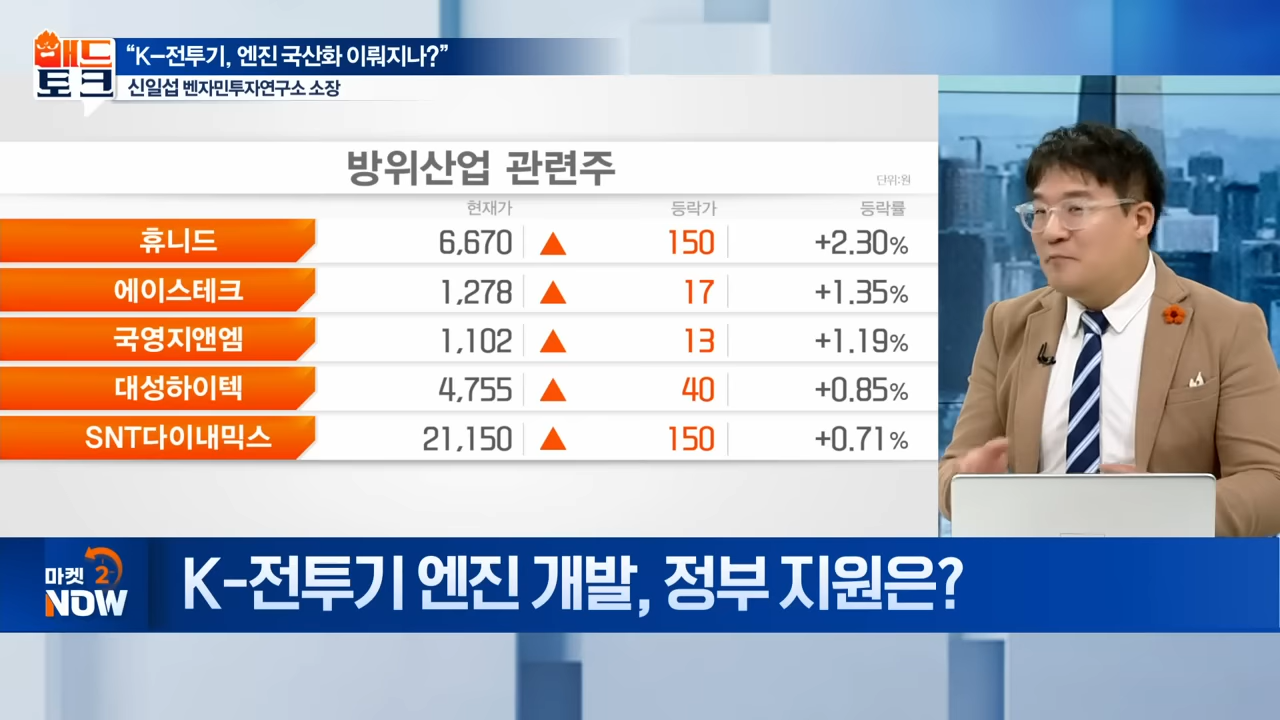 매드
토크
“K-전투기, 엔진 국산화 이뤄지나?”
신일섭 벤자민투자연구소 소장
방위산업 관련주
단위:원
현재가 등락가 등락률
휴니드 6,670 ▲ 150 +2.30%
에이스테크 1,278 ▲ 17 +1.35%
국영지앤엠 1,102 ▲ 13 +1.19%
대성하이텍 4,755 ▲ 40 +0.85%
SNT다이내믹스 21,150 ▲ 150 +0.71%
마켓 2
NOW
K-전투기 엔진 개발, 정부 지원은?